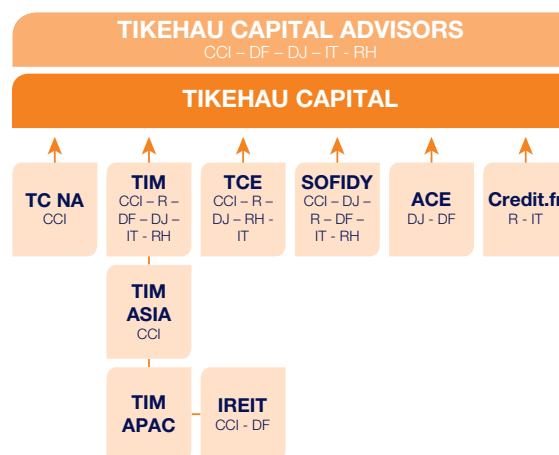 TIKEHAU CAPITAL ADVISORS
CCI – DF – DJ – IT - RH
TIKEHAU CAPITAL
TC NA
CCI
TIM
CCI – R –
DF – DJ –
IT - RH
TCE
CCI – R –
DJ – RH -
IT
SOFIDY
CCI – DJ –
R – DF –
IT - RH
ACE
DJ - DF
Credit.fr
R - IT
TIM
ASIA
CCI
TIM
APAC
IREIT
CCI - DF